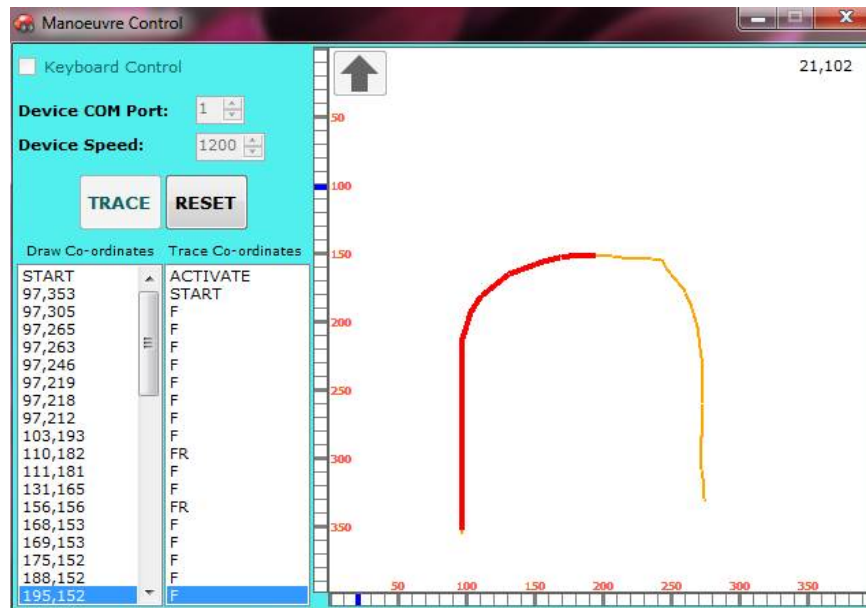 Manoeuvre Control
Keyboard Control
21,102
Device COM Port: 1
Device Speed: 1200
TRACE RESET
Draw Co-ordinates Trace Co-ordinates
START ACTIVATE
97,353 START
97,305 F
97,265 F
97,263 F
97,246 F
97,219 F
97,218 F
97,212 F
103,193 F
110,182 FR
111,181 F
131,165 F
156,156 FR
168,153 F
169,153 F
175,152 F
188,152 F
195,152 F
50
100
150
200
250
300
350
50 100 150 200 250 300 350